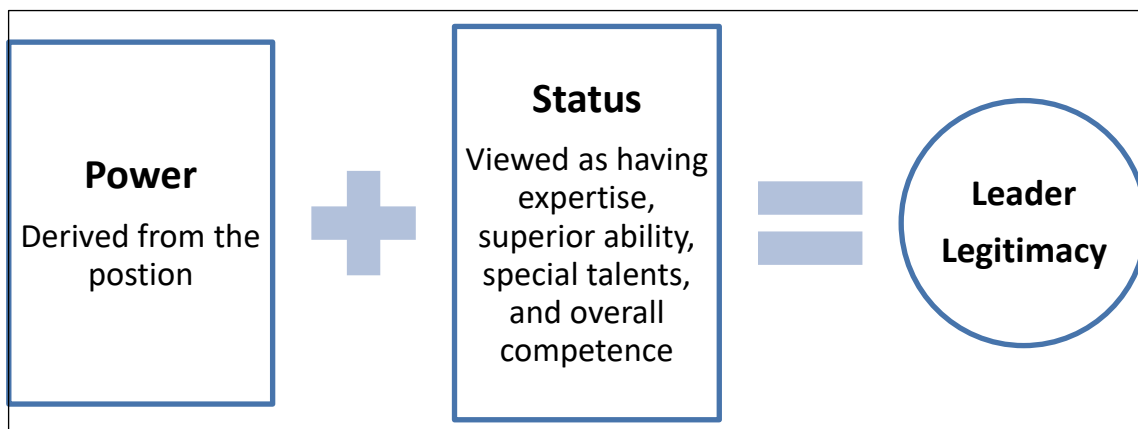 Power
Derived from the
postion
Status
Viewed as having
expertise,
superior ability,
special talents,
and overall
competence
Leader
Legitimacy